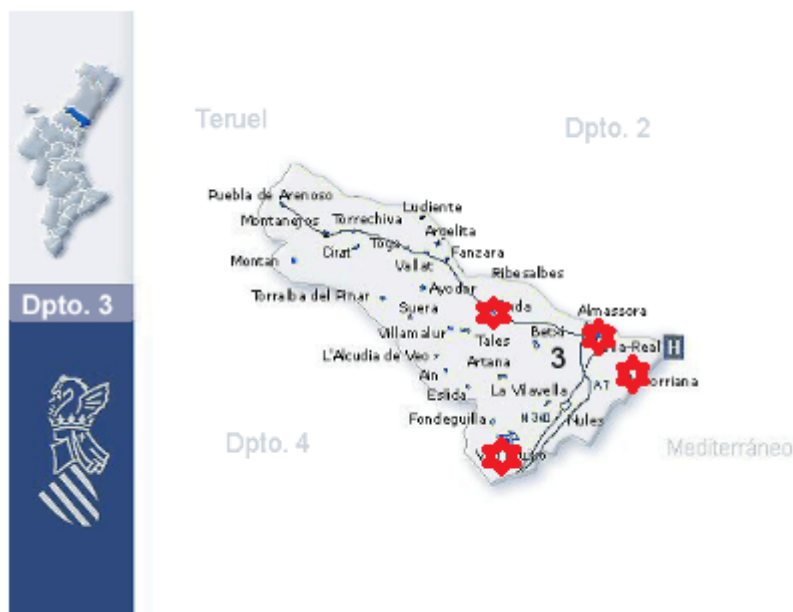 Teruel
Dpto. 2
Puebla de Arenoso
Ludiente
Montanejos
Torrechiva
Argelita
Cirat
Toga
Fanzara
Montan
Vallat
Ribesalbes
Torralba del Pinar
Ayodar
Dpto. 3
Suera
Almassora
Villamalur
Tales
Betxí
L'Alcudia de Veo
Artana
3
H
Ain
Eslida
La Vilavella
A7
Fondeguilla
N 340
Nules
Dpto. 4
Mediterráneo